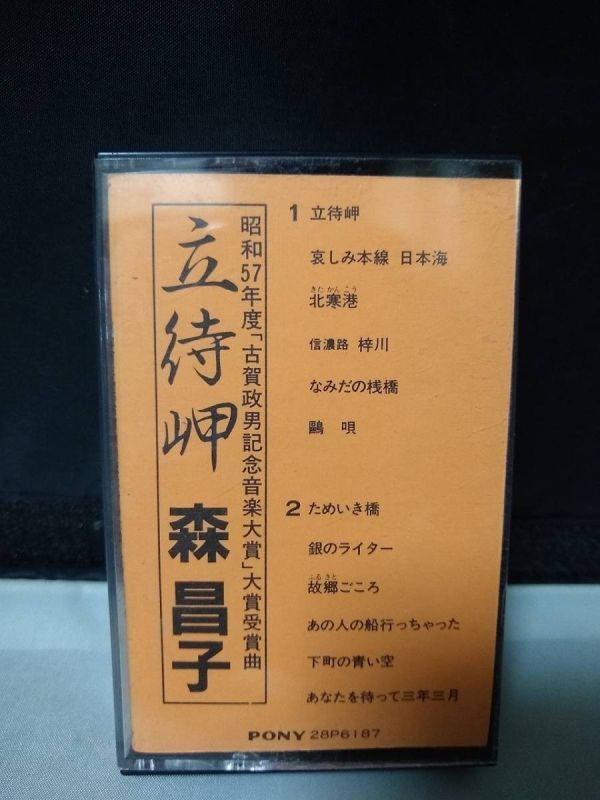 昭和57年度「古賀政男記念音楽大賞」大賞受賞曲
立待岬
森昌子
1 立待岬
哀しみ本線 日本海
きた かん こう
北寒港
信濃路 梓川
なみだの桟橋
鷗 唄
2 ためいき橋
銀のライター
ふる さと
故郷ごころ
あの人の船行っちゃった
下町の青い空
あなたを待って三年三月
PONY 28P6187